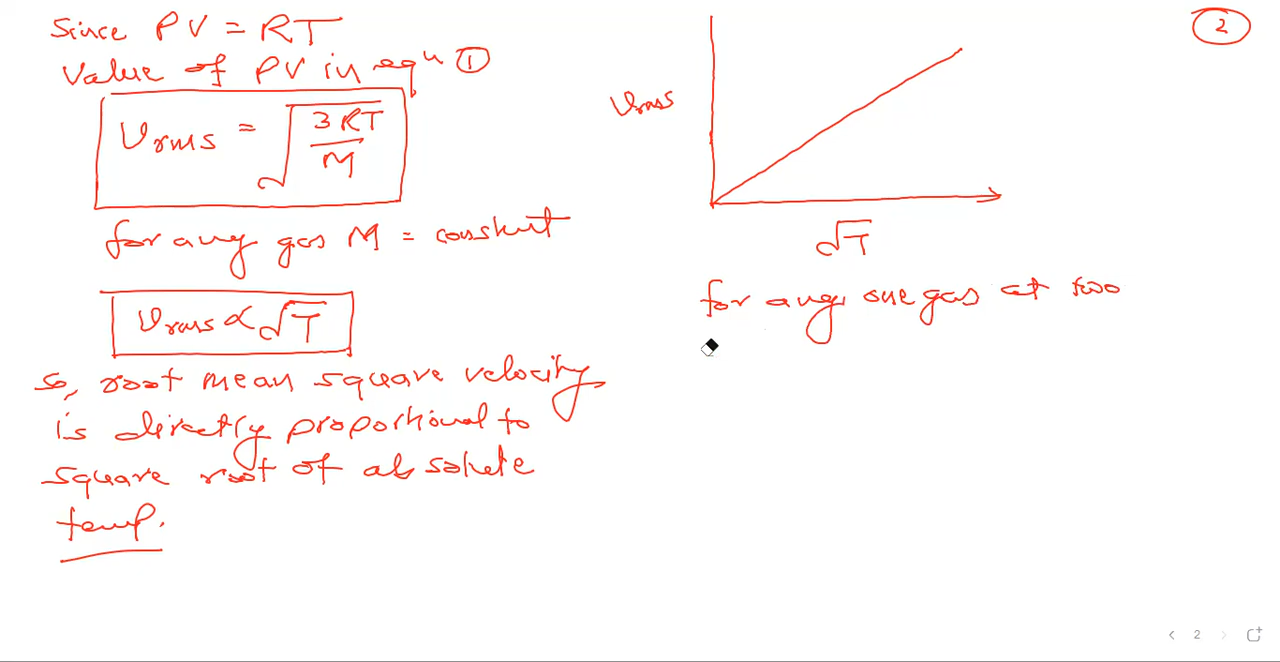 Since PV = RT
Value of PV in equn ①
Vrms = √(3RT/M)
for any gas M = constant
Vrms ∝ √T
So, root mean square velocity
is directly proportional to
square root of absolute
temp.
②
Vrms
√T
for any one gas at two
2